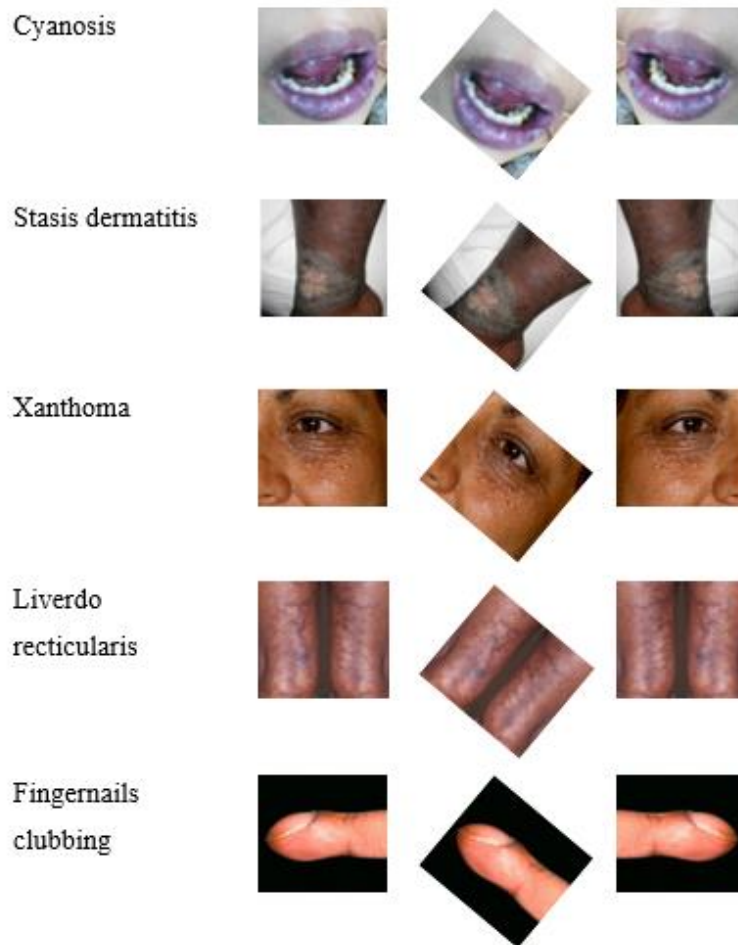 Cyanosis
Stasis dermatitis
Xanthoma
Liverdo
recticularis
Fingernails
clubbing